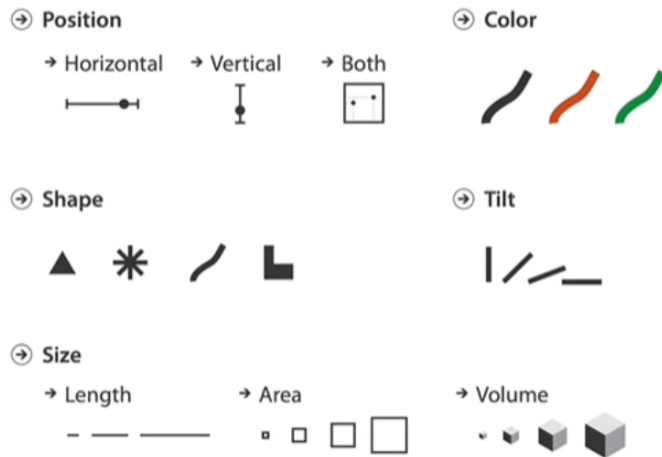 Position
Horizontal
Vertical
Both
Color
Shape
Tilt
Size
Length
Area
Volume